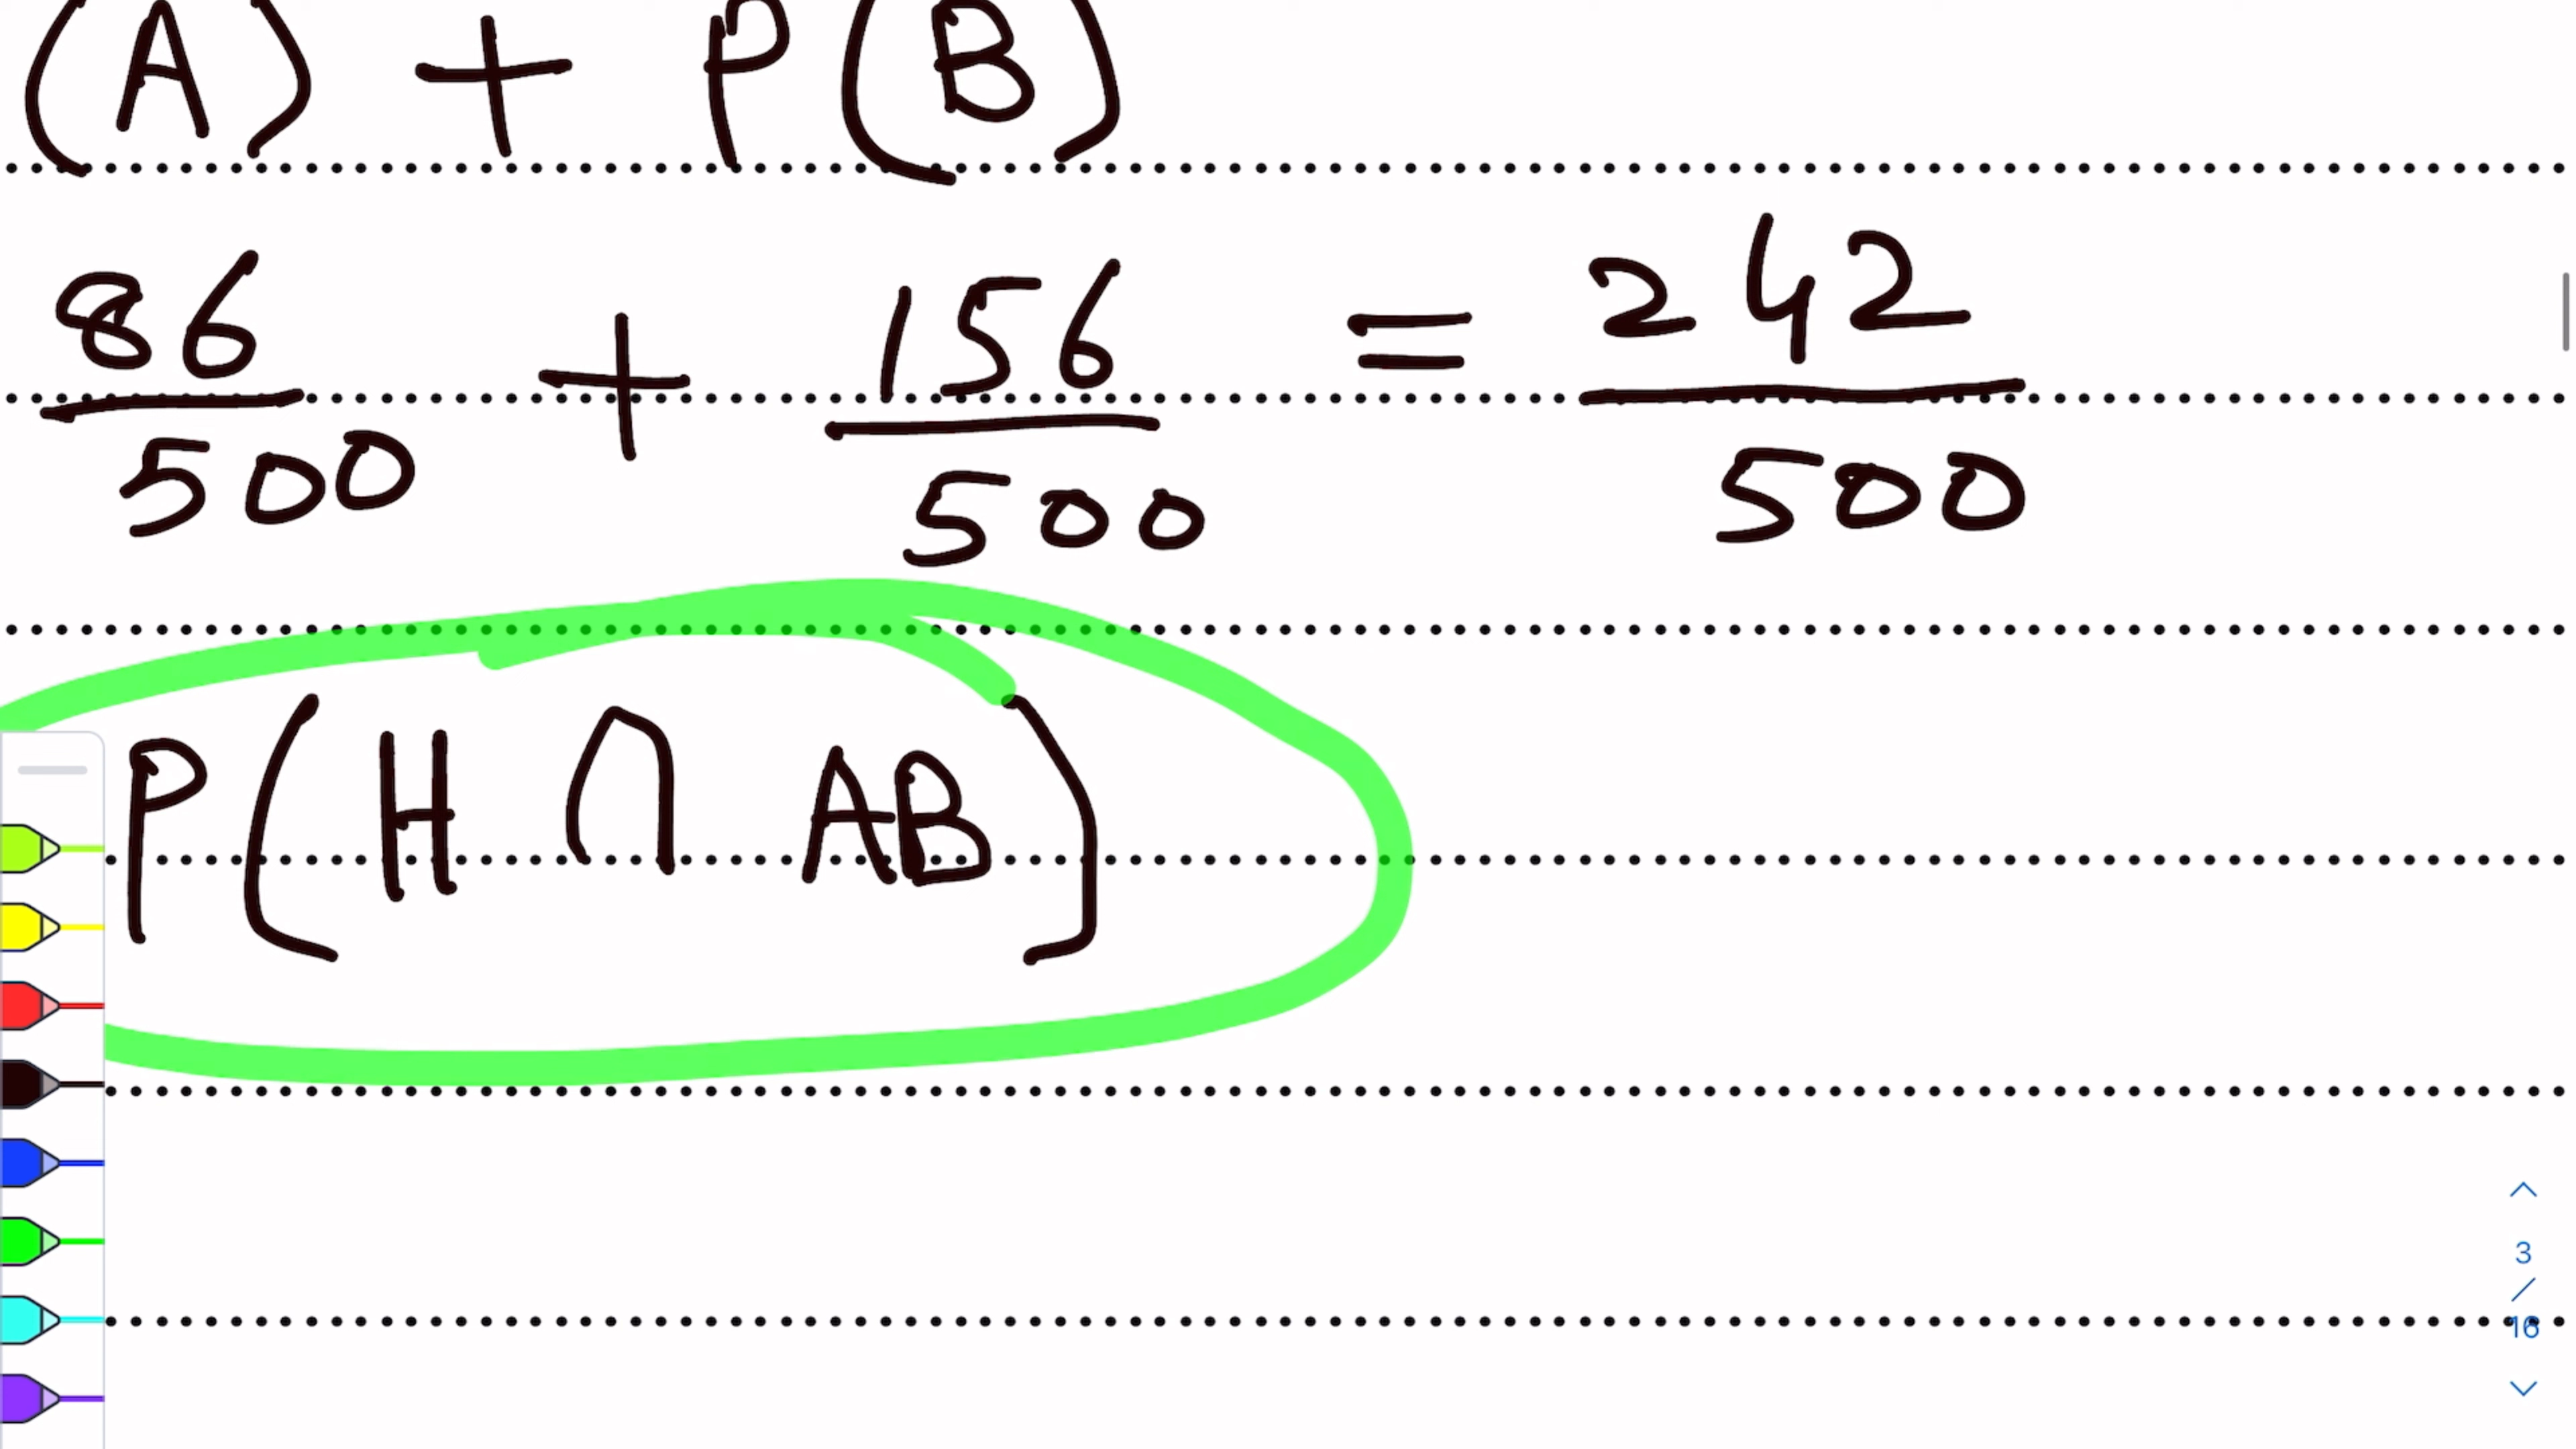 (A) + P(B)
86/500 + 156/500 = 242/500
P(H ∩ AB)
3
/
16